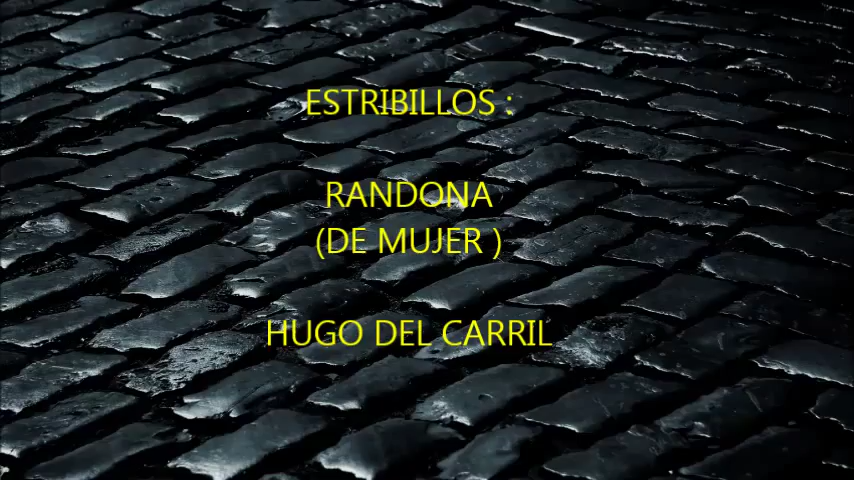 ESTRIBILLOS :
RANDONA
(DE MUJER )
HUGO DEL CARRIL